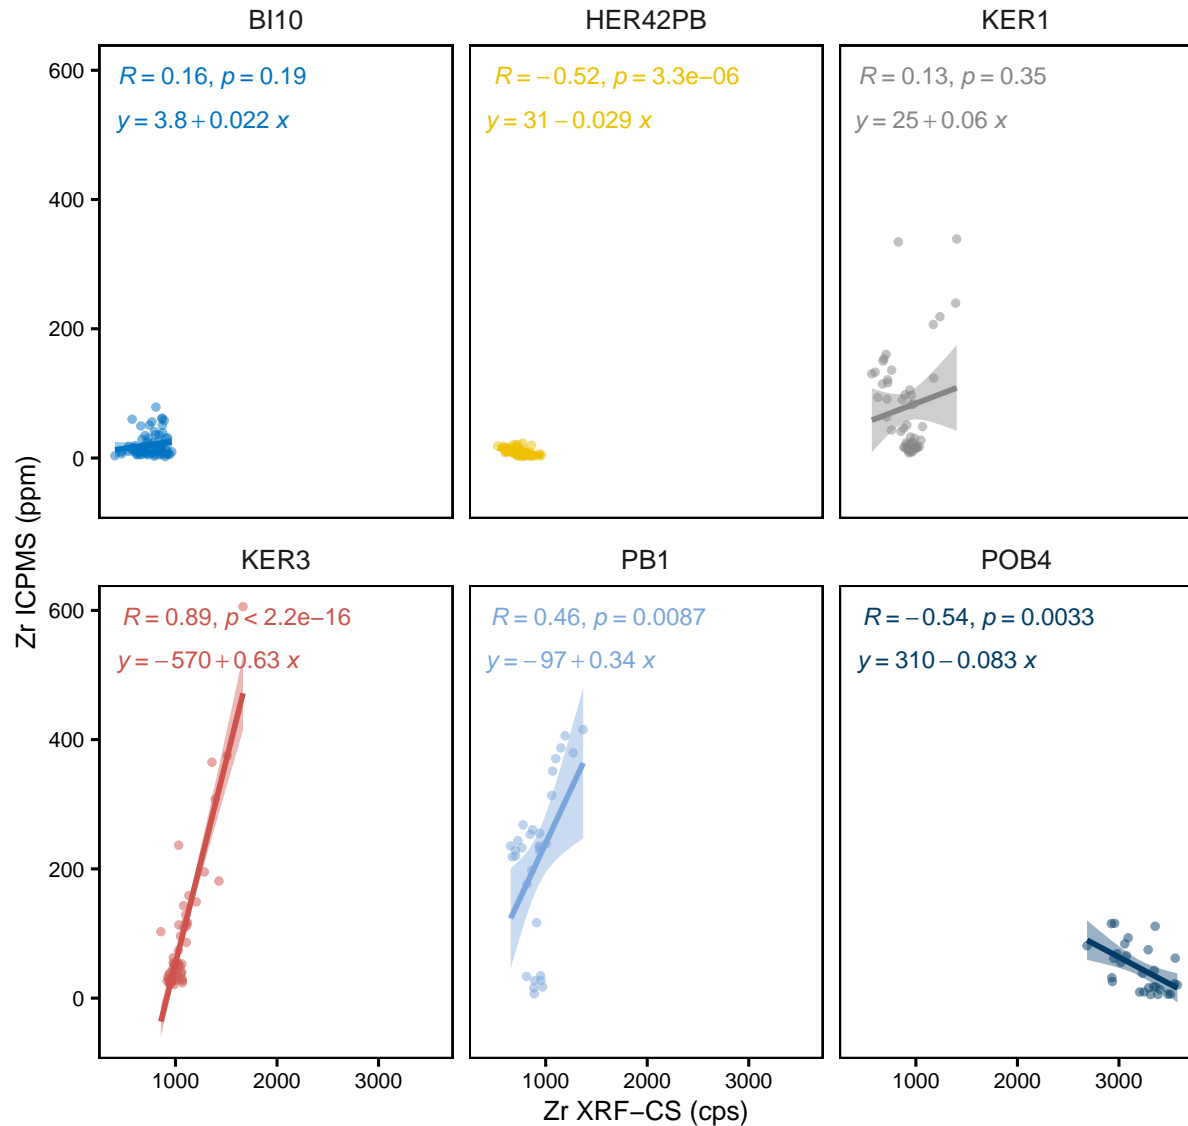 BI10 HER42PB KER1
R = 0.16, p = 0.19
y = 3.8 + 0.022 x
R = −0.52, p = 3.3e−06
y = 31 − 0.029 x
R = 0.13, p = 0.35
y = 25 + 0.06 x
600
400
200
0
Zr ICPMS (ppm)
KER3 PB1 POB4
R = 0.89, p < 2.2e−16
y = −570 + 0.63 x
R = 0.46, p = 0.0087
y = −97 + 0.34 x
R = −0.54, p = 0.0033
y = 310 − 0.083 x
600
400
200
0
1000 2000 3000 1000 2000 3000 1000 2000 3000
Zr XRF−CS (cps)